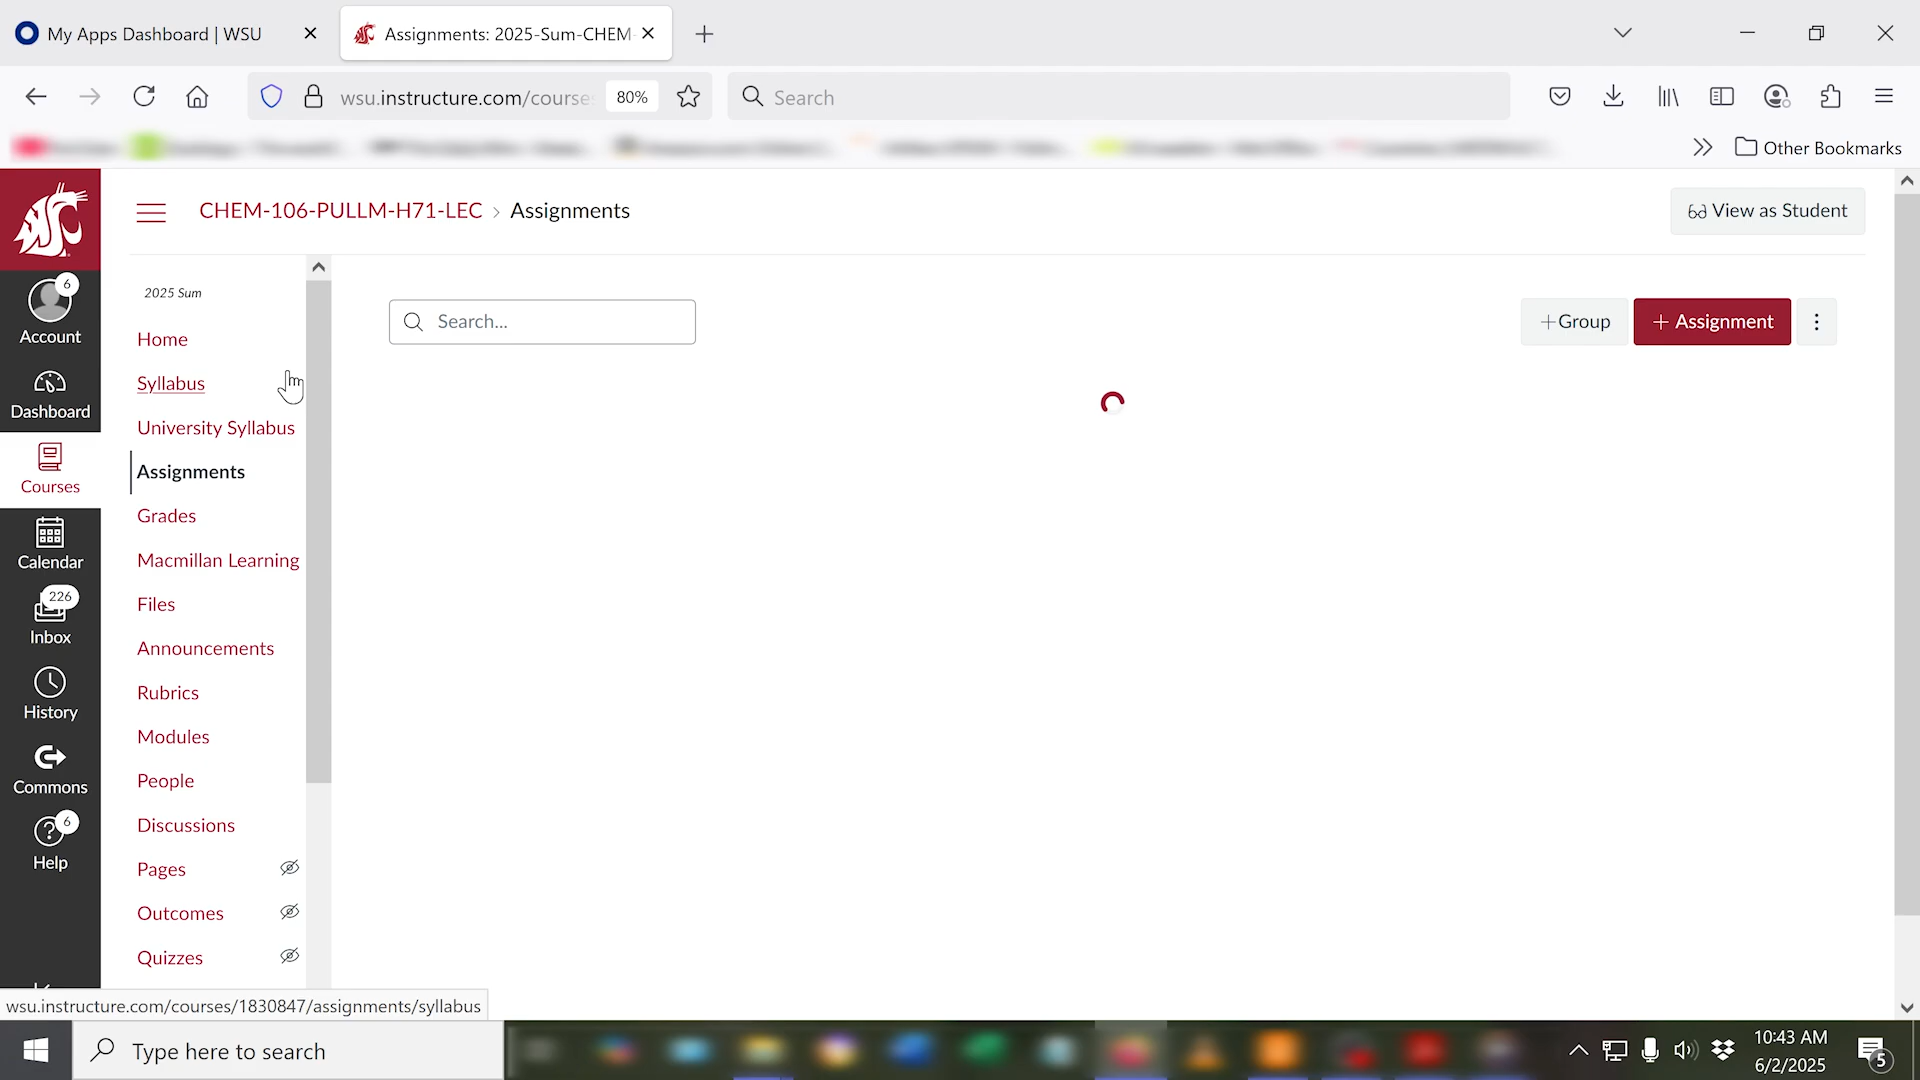 My Apps Dashboard | WSU
Assignments: 2025-Sum-CHEM-
wsu.instructure.com/courses
80%
Search
Other Bookmarks
CHEM-106-PULLM-H71-LEC > Assignments
View as Student
6
Account
Dashboard
Courses
Calendar
226
Inbox
History
Commons
6
Help
2025 Sum
Home
Syllabus
University Syllabus
Assignments
Grades
Macmillan Learning
Files
Announcements
Rubrics
Modules
People
Discussions
Pages
Outcomes
Quizzes
Search...
+Group
+ Assignment
wsu.instructure.com/courses/1830847/assignments/syllabus
Type here to search
10:43 AM
6/2/2025
5